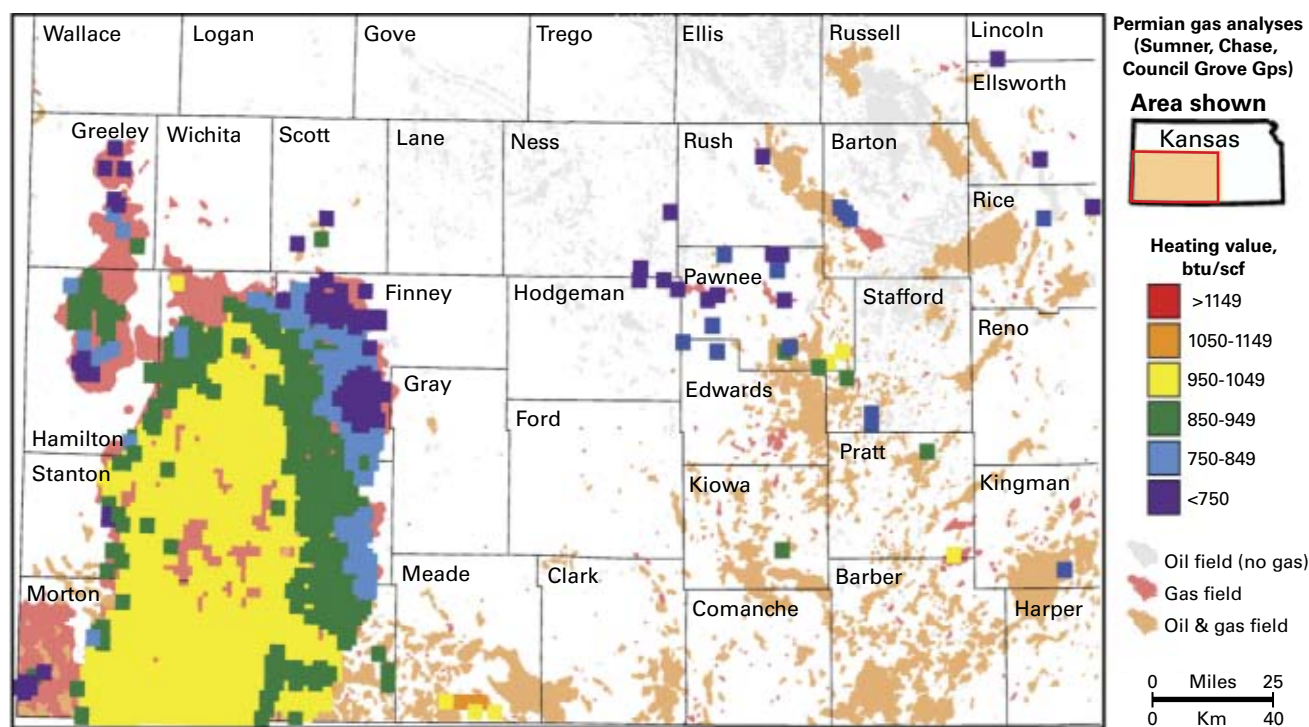 Wallace
Logan
Gove
Trego
Ellis
Russell
Lincoln
Ellsworth
Greeley
Wichita
Scott
Lane
Ness
Rush
Barton
Rice
Finney
Hodgeman
Pawnee
Stafford
Reno
Gray
Edwards
Ford
Hamilton
Stanton
Pratt
Kiowa
Kingman
Morton
Meade
Clark
Barber
Comanche
Harper
Permian gas analyses
(Sumner, Chase,
Council Grove Gps)
Area shown
Kansas
Heating value,
btu/scf
>1149
1050-1149
950-1049
850-949
750-849
<750
Oil field (no gas)
Gas field
Oil & gas field
0 Miles 25
0 Km 40